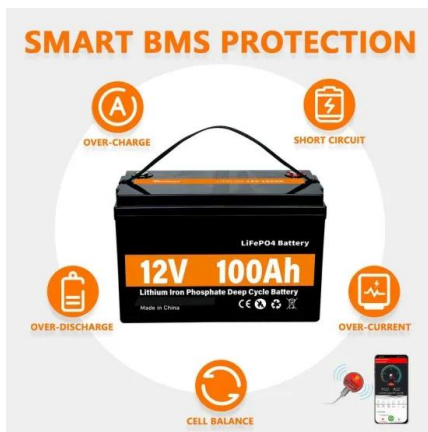 SMART BMS PROTECTION
OVER-CHARGE
SHORT CIRCUIT
LiFePO4 Battery
12V 100Ah
Lithium Iron Phosphate Deep Cycle Battery
Made in China
OVER-DISCHARGE
OVER-CURRENT
CELL BALANCE